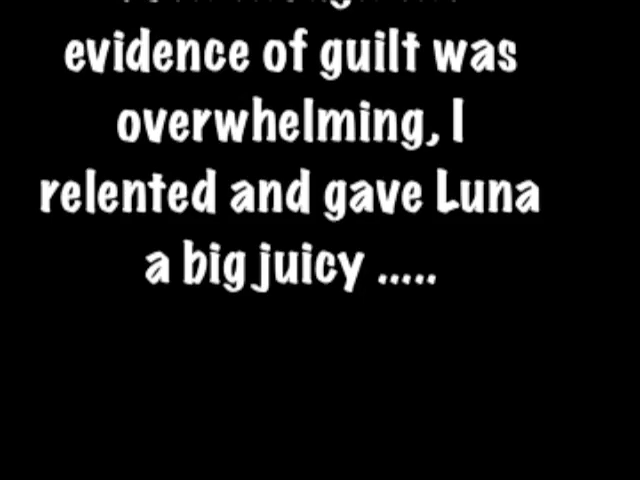 evidence of guilt was
overwhelming, I
relented and gave Luna
a big juicy .....